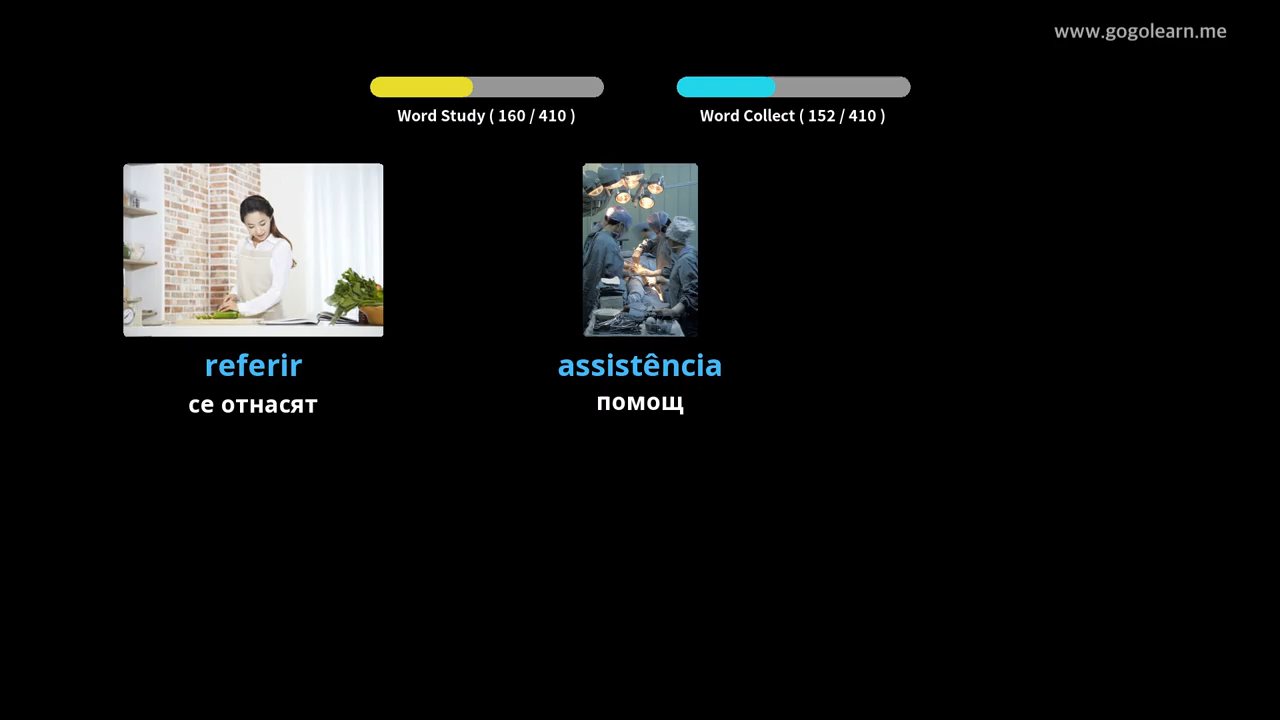 www.gogolearn.me
Word Study ( 160 / 410 )
Word Collect ( 152 / 410 )
referir
се отнасят
assistência
помощ